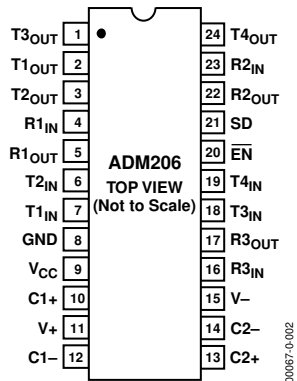 T3OUT 1 24 T4OUT
T1OUT 2 23 R2IN
T2OUT 3 22 R2OUT
R1IN 4 21 SD
R1OUT 5 20 E̅N̅
T2IN 6 19 T4IN
T1IN 7 18 T3IN
GND 8 17 R3OUT
VCC 9 16 R3IN
C1+ 10 15 V–
V+ 11 14 C2–
C1– 12 13 C2+
ADM206
TOP VIEW
(Not to Scale)
00067-0-002